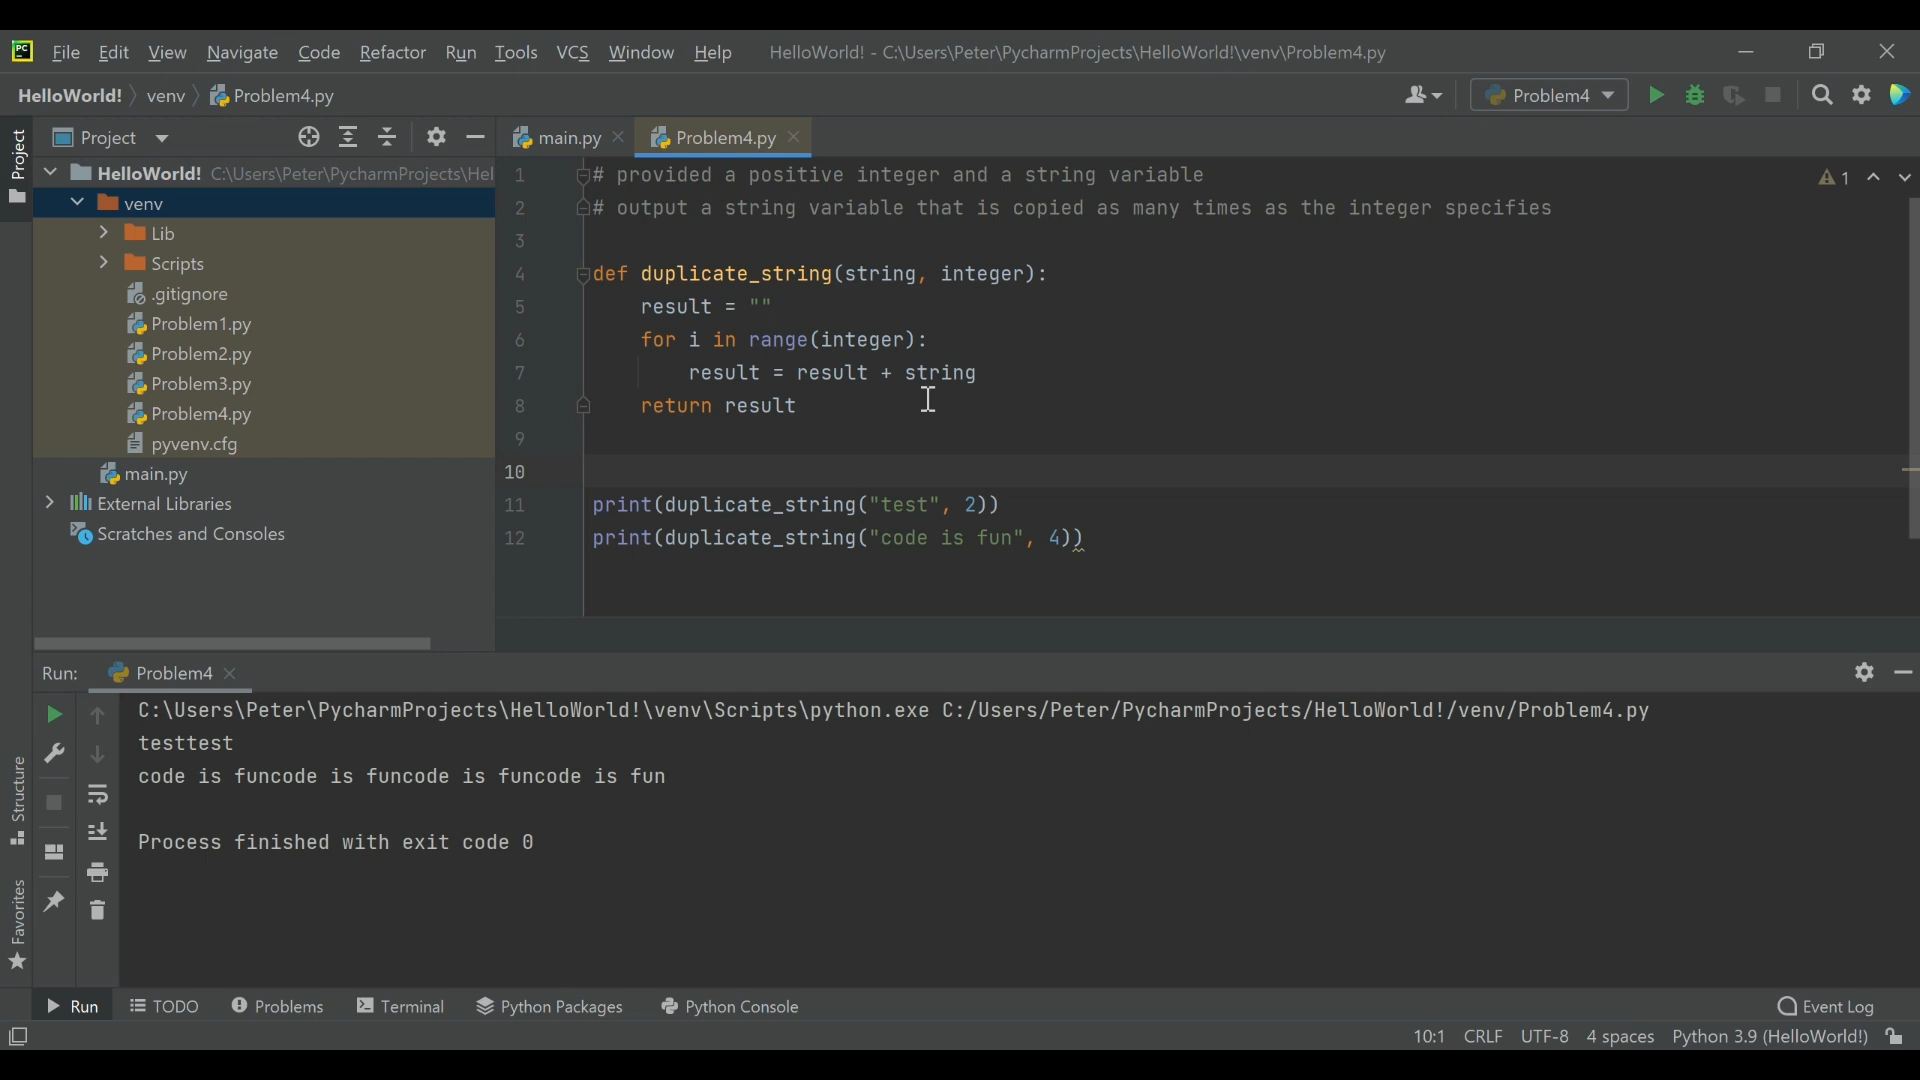 PC File Edit View Navigate Code Refactor Run Tools VCS Window Help HelloWorld! - C:\Users\Peter\PycharmProjects\HelloWorld!\venv\Problem4.py
HelloWorld! venv Problem4.py Problem4
Project
Project main.py Problem4.py
HelloWorld! C:\Users\Peter\PycharmProjects\Hel
venv
Lib
Scripts
.gitignore
Problem1.py
Problem2.py
Problem3.py
Problem4.py
pyvenv.cfg
main.py
External Libraries
Scratches and Consoles
1 # provided a positive integer and a string variable
2 # output a string variable that is copied as many times as the integer specifies
3
4 def duplicate_string(string, integer):
5     result = ""
6     for i in range(integer):
7         result = result + string
8     return result
9
10
11 print(duplicate_string("test", 2))
12 print(duplicate_string("code is fun", 4))
1
Run: Problem4
C:\Users\Peter\PycharmProjects\HelloWorld!\venv\Scripts\python.exe C:/Users/Peter/PycharmProjects/HelloWorld!/venv/Problem4.py
testtest
code is funcode is funcode is funcode is fun
Process finished with exit code 0
Structure
Favorites
Run TODO Problems Terminal Python Packages Python Console Event Log
10:1 CRLF UTF-8 4 spaces Python 3.9 (HelloWorld!)